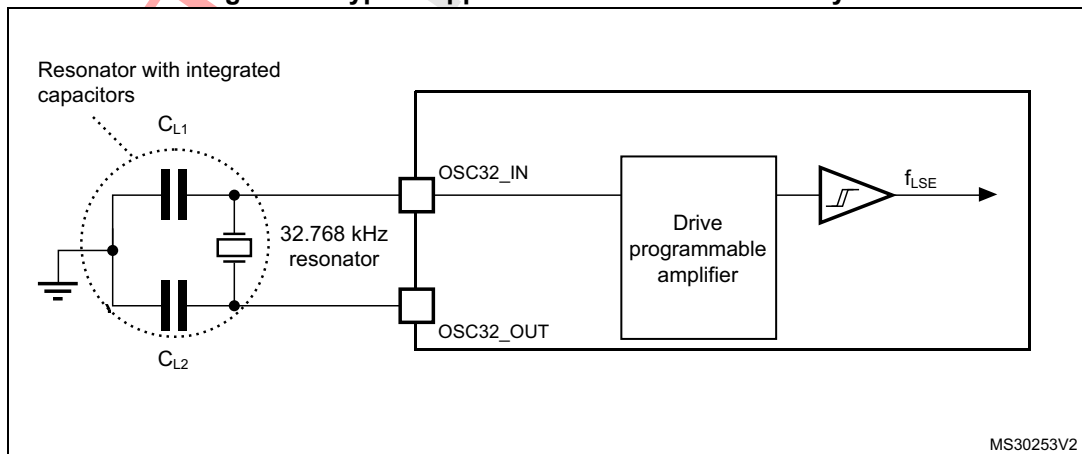 Resonator with integrated
capacitors
CL1
OSC32_IN
fLSE
32.768 kHz
resonator
Drive
programmable
amplifier
OSC32_OUT
CL2
MS30253V2